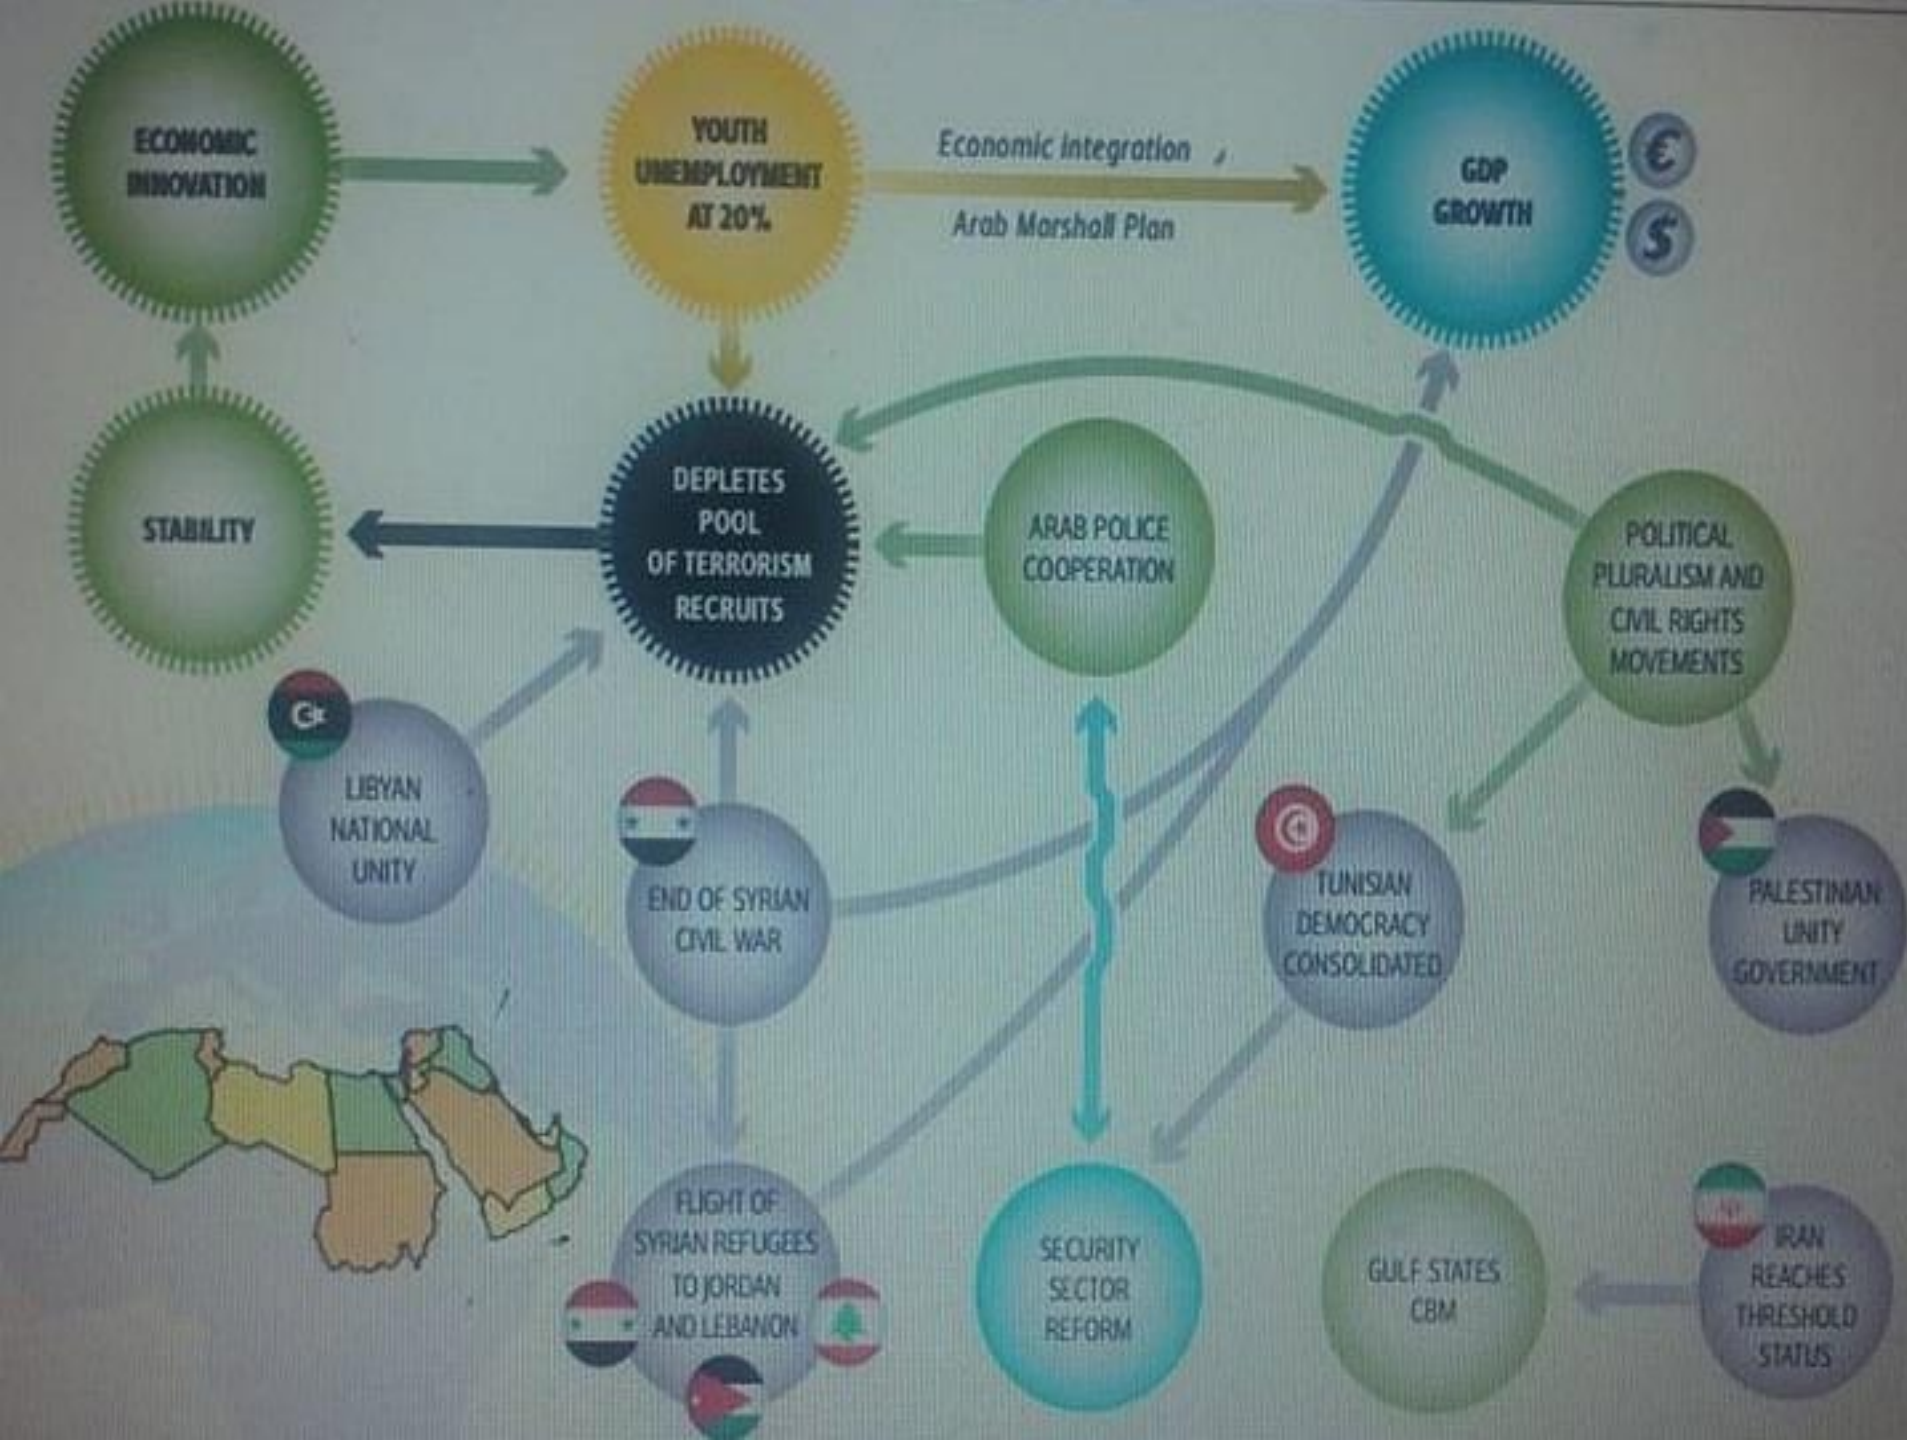 ECONOMIC
INNOVATION
YOUTH
UNEMPLOYMENT
AT 20%
Economic integration
Arab Marshall Plan
GDP
GROWTH
€
$
STABILITY
DEPLETES
POOL
OF TERRORISM
RECRUITS
ARAB POLICE
COOPERATION
POLITICAL
PLURALISM AND
CIVIL RIGHTS
MOVEMENTS
LIBYAN
NATIONAL
UNITY
END OF SYRIAN
CIVIL WAR
TUNISIAN
DEMOCRACY
CONSOLIDATED
PALESTINIAN
UNITY
GOVERNMENT
FLIGHT OF
SYRIAN REFUGEES
TO JORDAN
AND LEBANON
SECURITY
SECTOR
REFORM
GULF STATES
CBM
IRAN
REACHES
THRESHOLD
STATUS